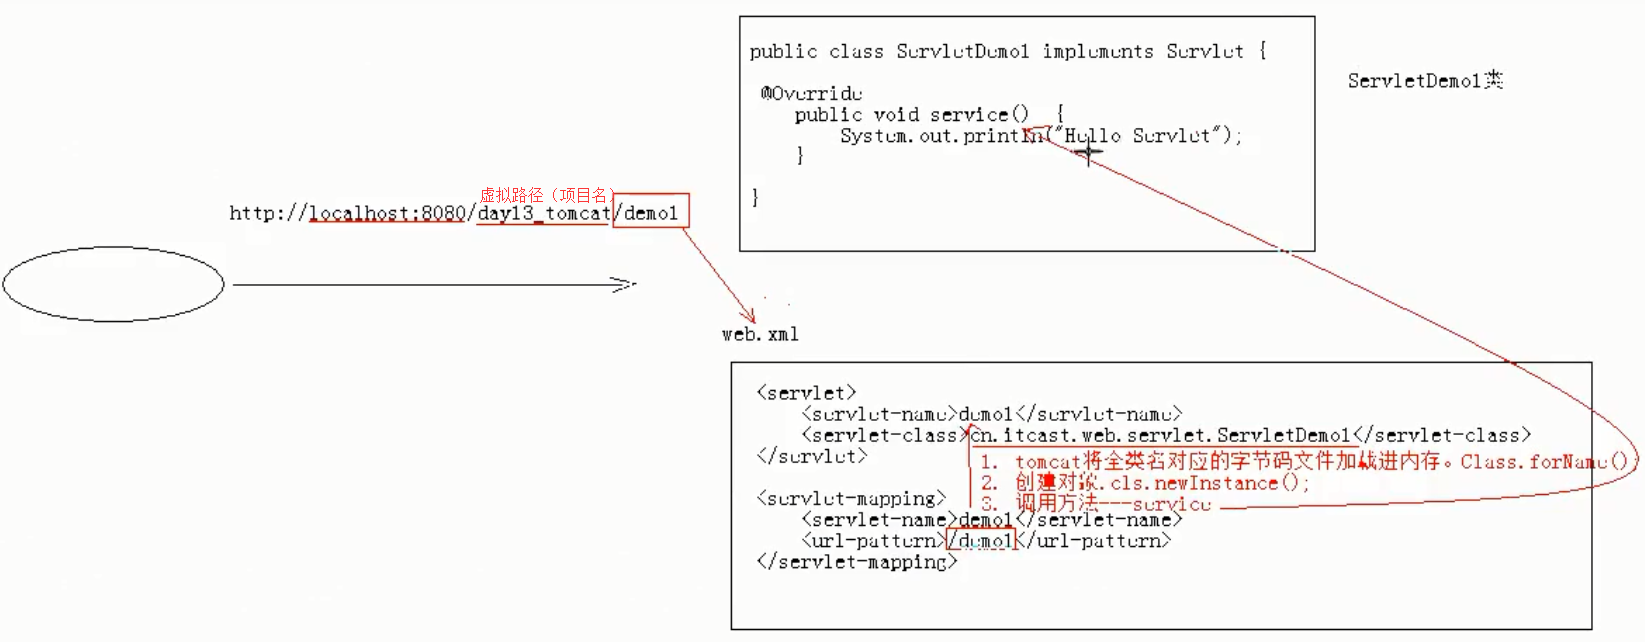 public class ServletDemo1 implements Servlet {
@Override
public void service() {
System.out.println("Hello Servlet");
}
}
ServletDemo1类
虚拟路径（项目名）
http://localhost:8080/day13_tomcat/demo1
web.xml
<servlet>
<servlet-name>demo1</servlet-name>
<servlet-class>cn.itcast.web.servlet.ServletDemo1</servlet-class>
</servlet>
1. tomcat将全类名对应的字节码文件加载进内存。Class.forName()
2. 创建对象.cls.newInstance();
3. 调用方法---service
<servlet-mapping>
<servlet-name>demo1</servlet-name>
<url-pattern>/demo1</url-pattern>
</servlet-mapping>